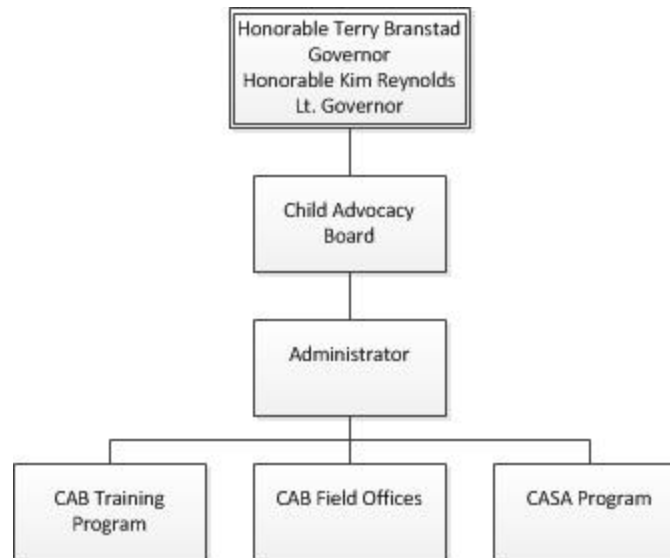 Honorable Terry Branstad
Governor
Honorable Kim Reynolds
Lt. Governor
Child Advocacy
Board
Administrator
CAB Training
Program
CAB Field Offices
CASA Program